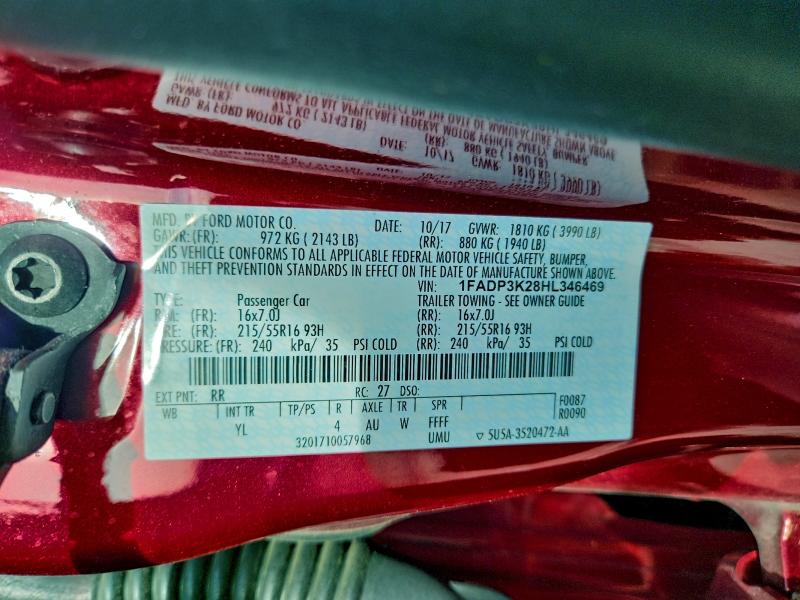 MFD. BY FORD MOTOR CO. DATE: 10/17 GVWR: 1810 KG ( 3990 LB)
GAWR: (FR): 972 KG ( 2143 LB) (RR): 880 KG ( 1940 LB)
THIS VEHICLE CONFORMS TO ALL APPLICABLE FEDERAL MOTOR VEHICLE SAFETY, BUMPER,
AND THEFT PREVENTION STANDARDS IN EFFECT ON THE DATE OF MANUFACTURE SHOWN ABOVE.
VIN: 1FADP3K28HL346469
TYPE: Passenger Car TRAILER TOWING - SEE OWNER GUIDE
RIM: (FR): 16x7.0J (RR): 16x7.0J
TIRE: (FR): 215/55R16 93H (RR): 215/55R16 93H
PRESSURE: (FR): 240 kPa/ 35 PSI COLD (RR): 240 kPa/ 35 PSI COLD
EXT PNT: RR RC: 27 DSO: F0087
WB INT TR TP/PS R AXLE TR SPR R0090
YL 4 AU W FFFF
3201710057968 UMU ▽ 5U5A-3520472-AA